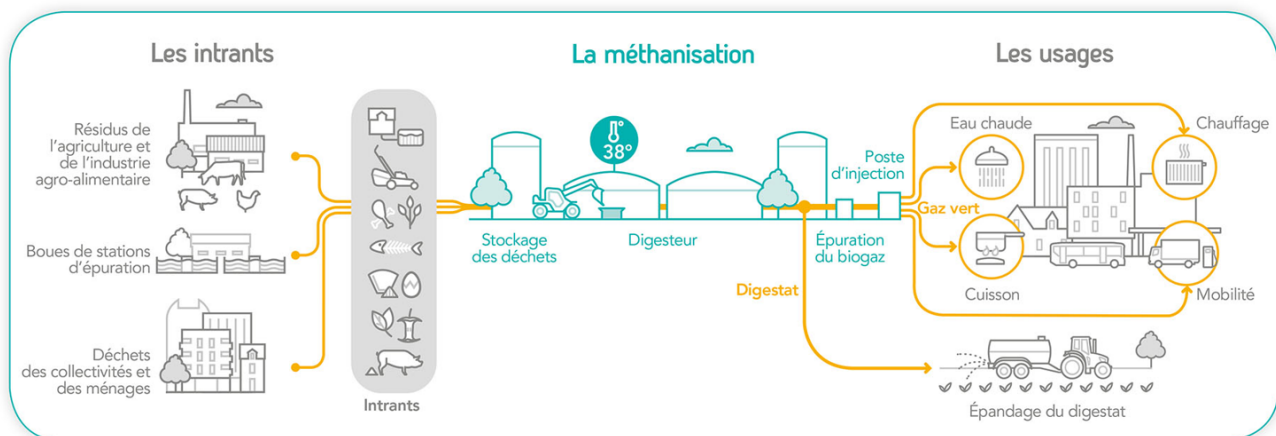 Les intrants
Résidus de
l'agriculture et
de l'industrie
agro-alimentaire
Boues de stations
d'épuration
Déchets
des collectivités et
des ménages
Intrants
La méthanisation
38°
Stockage
des déchets
Digesteur
Épuration
du biogaz
Poste
d'injection
Digestat
Les usages
Eau chaude
Chauffage
Gaz vert
Cuisson
Mobilité
Épandage du digestat